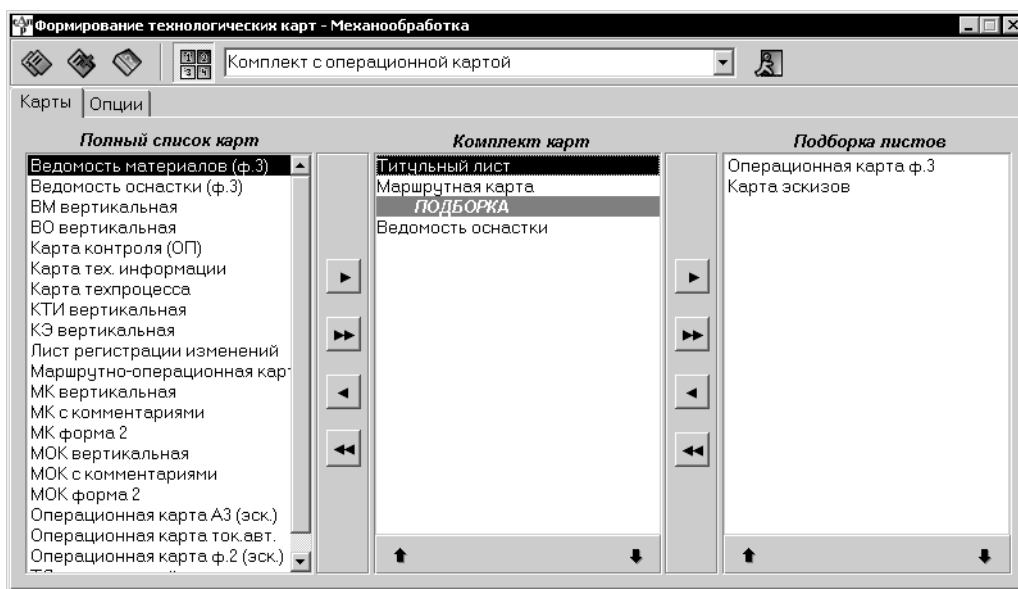 Формирование технологических карт - Механообработка
Комплект с операционной картой
Карты
Опции
Полный список карт
Ведомость материалов (ф.3)
Ведомость оснастки (ф.3)
ВМ вертикальная
ВО вертикальная
Карта контроля (ОП)
Карта тех. информации
Карта техпроцесса
КТИ вертикальная
КЭ вертикальная
Лист регистрации изменений
Маршрутно-операционная кар
МК вертикальная
МК с комментариями
МК форма 2
МОК вертикальная
МОК с комментариями
МОК форма 2
Операционная карта А3 (эск.)
Операционная карта ток.авт.
Операционная карта ф.2 (эск.)
Комплект карт
Титульный лист
Маршрутная карта
ПОДБОРКА
Ведомость оснастки
Подборка листов
Операционная карта ф.3
Карта эскизов